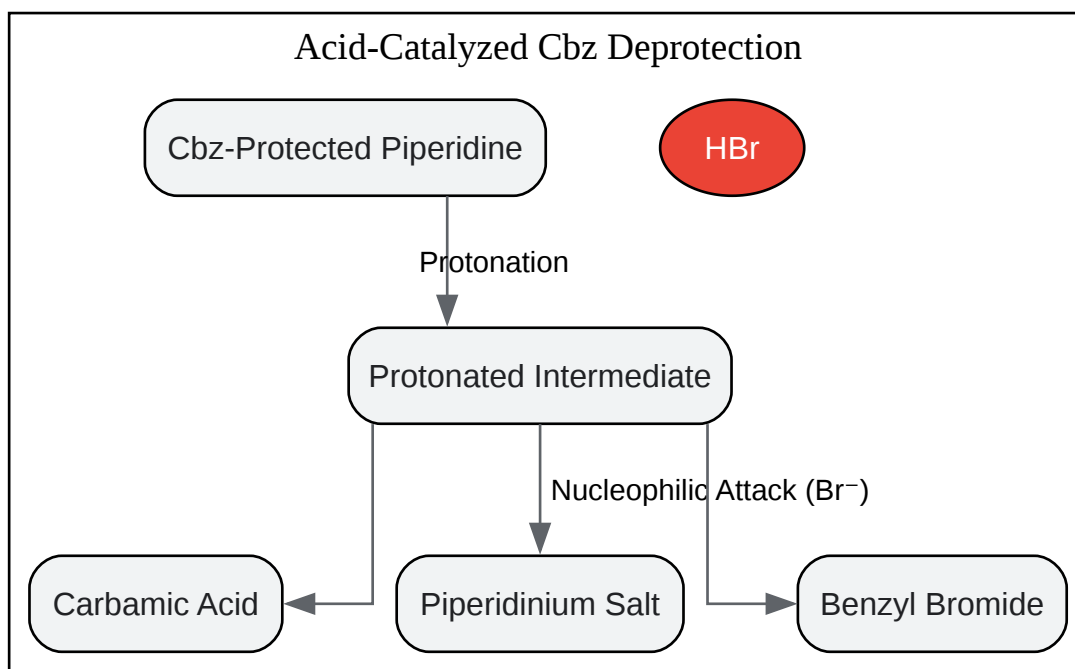 Acid-Catalyzed Cbz Deprotection
Cbz-Protected Piperidine
HBr
Protonation
Protonated Intermediate
Nucleophilic Attack (Br⁻)
Carbamic Acid
Piperidinium Salt
Benzyl Bromide